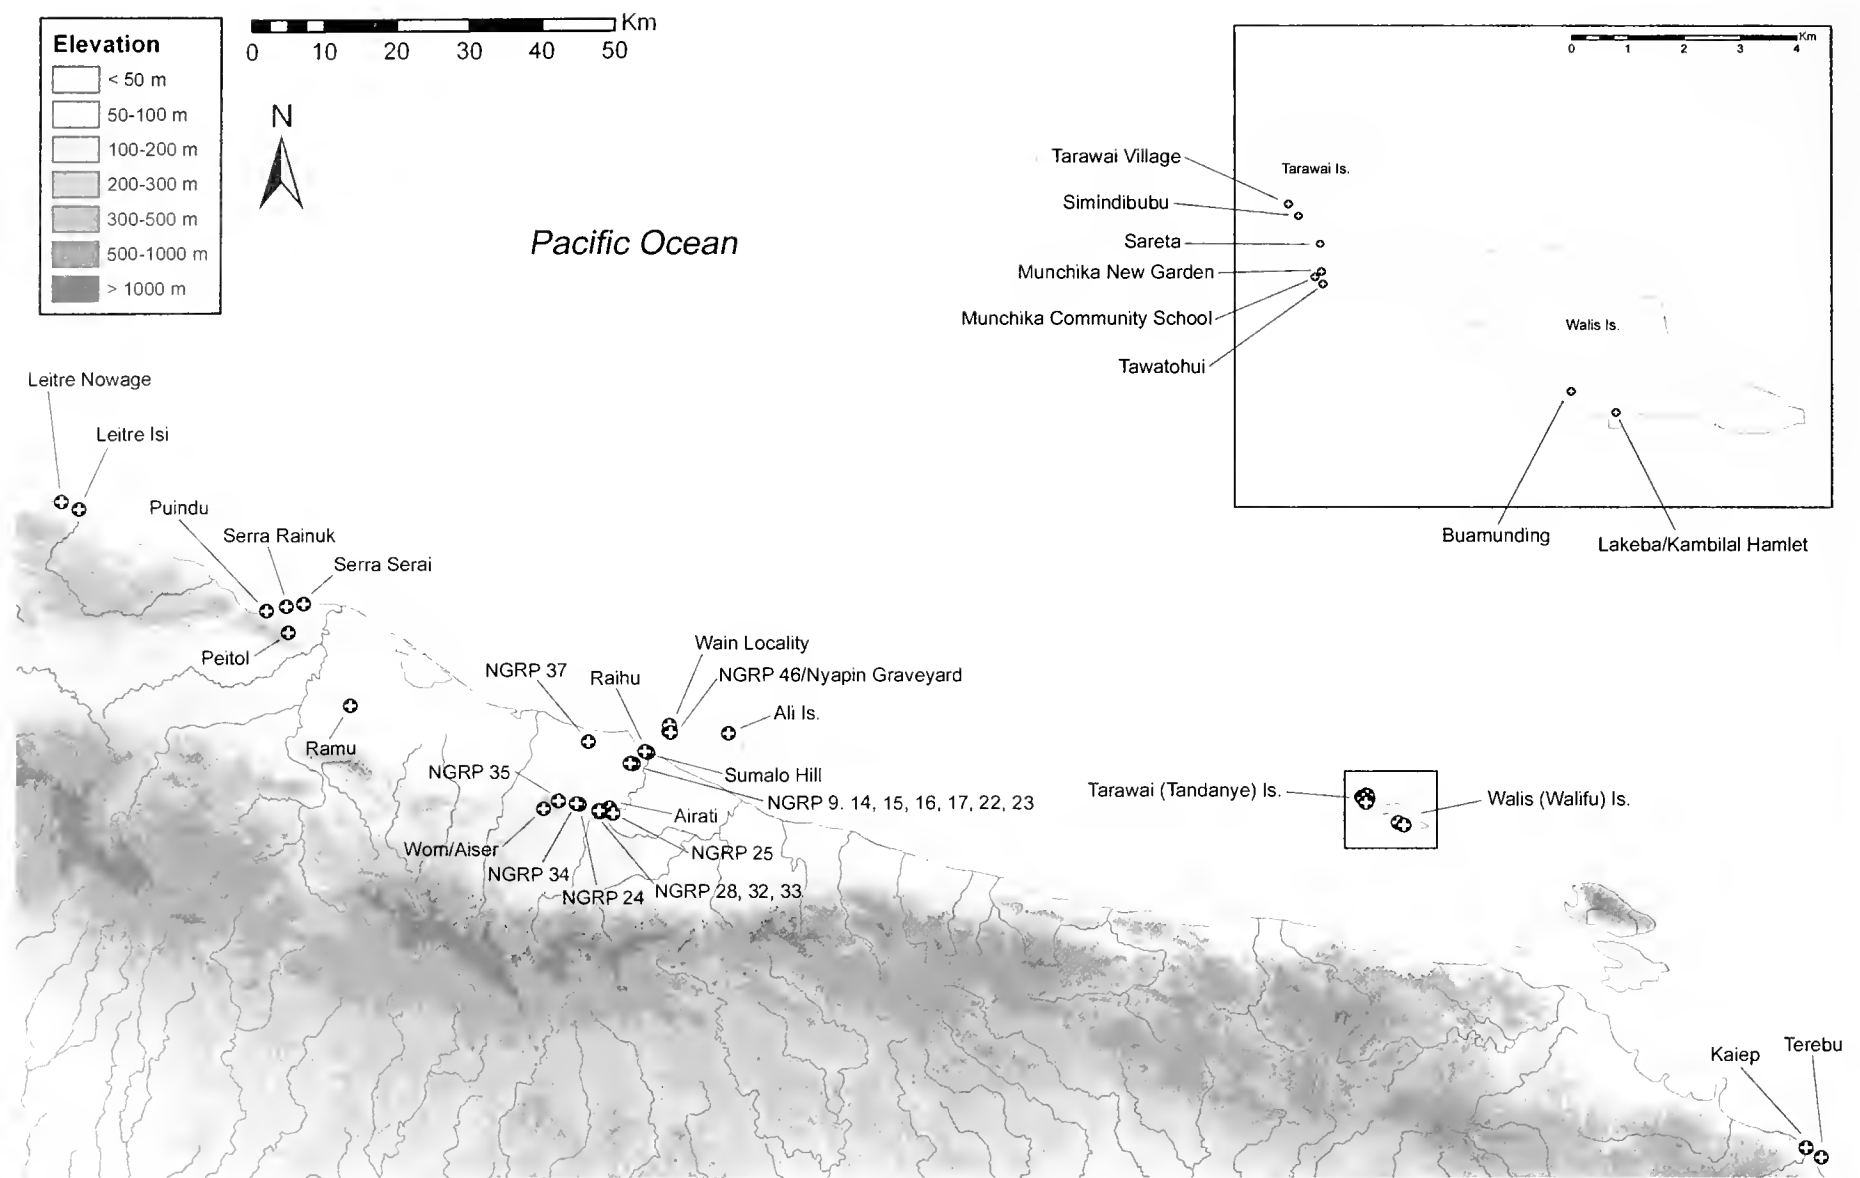 Elevation
< 50 m
50-100 m
100-200 m
200-300 m
300-500 m
500-1000 m
> 1000 m
Km
0 10 20 30 40 50
N
Pacific Ocean
Km
0 1 2 3 4
Tarawai Village
Tarawai Is.
Simindibubu
Sareta
Munchika New Garden
Munchika Community School
Walis Is.
Tawatohui
Buamunding
Lakeba/Kambilal Hamlet
Leitre Nowage
Leitre Isi
Puindu
Serra Rainuk
Serra Serai
Peitol
Ramu
Wain Locality
NGRP 37
Raihu
NGRP 46/Nyapin Graveyard
Ali Is.
NGRP 35
Sumalo Hill
NGRP 9. 14, 15, 16, 17, 22, 23
Airati
Wom/Aiser
NGRP 25
NGRP 34
NGRP 24
NGRP 28, 32, 33
Tarawai (Tandanye) Is.
Walis (Walifu) Is.
Kaiep
Terebu